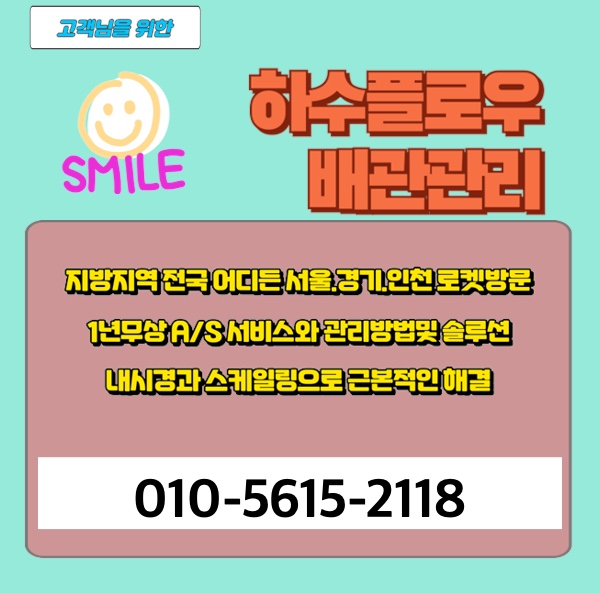 고객님을 위한
SMILE
하수플로우
배관관리
지방지역 전국 어디든 서울.경기.인천 로켓방문
1년무상 A/S 서비스와 관리방법및 솔루션
내시경과 스케일링으로 근본적인 해결
010-5615-2118